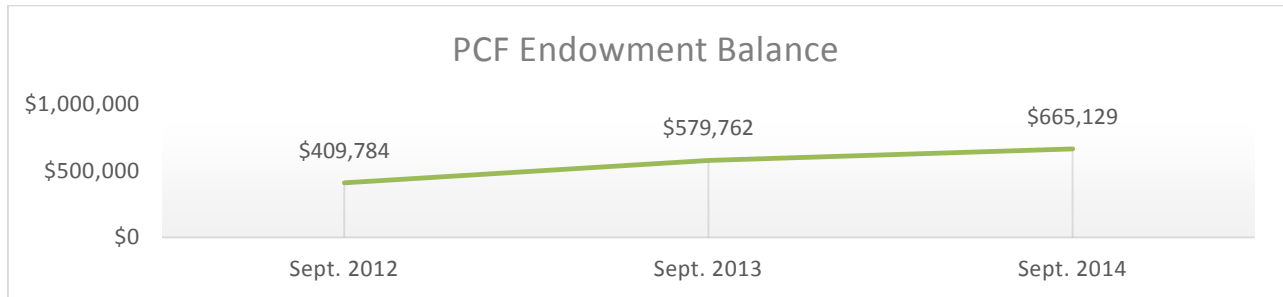 PCF Endowment Balance
$1,000,000
$665,129
$579,762
$409,784
$500,000
$0
Sept. 2012
Sept. 2013
Sept. 2014